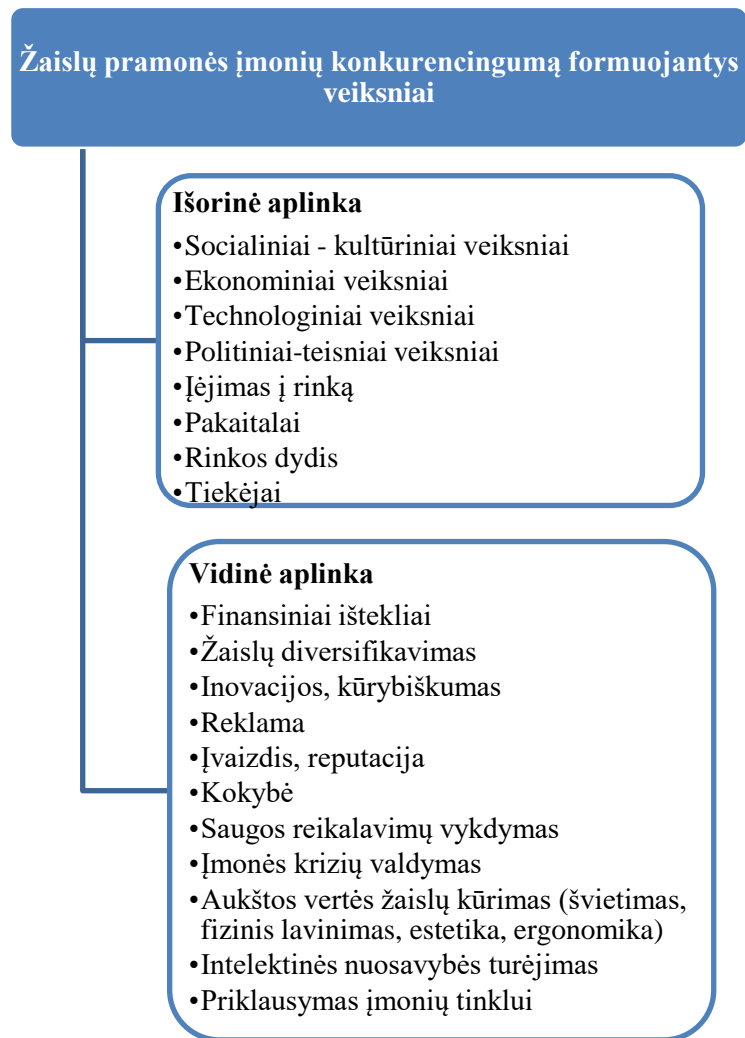 Žaislų pramonės įmonių konkurencingumą formuojantys
veiksniai
Išorinė aplinka
•Socialiniai - kultūriniai veiksniai
•Ekonominiai veiksniai
•Technologiniai veiksniai
•Politiniai-teisniai veiksniai
•Įėjimas į rinką
•Pakaitalai
•Rinkos dydis
•Tiekėjai
Vidinė aplinka
•Finansiniai ištekliai
•Žaislų diversifikavimas
•Inovacijos, kūrybiškumas
•Reklama
•Įvaizdis, reputacija
•Kokybė
•Saugos reikalavimų vykdymas
•Įmonės krizių valdymas
•Aukštos vertės žaislų kūrimas (švietimas,
fizinis lavinimas, estetika, ergonomika)
•Intelektinės nuosavybės turėjimas
•Priklausymas įmonių tinklui